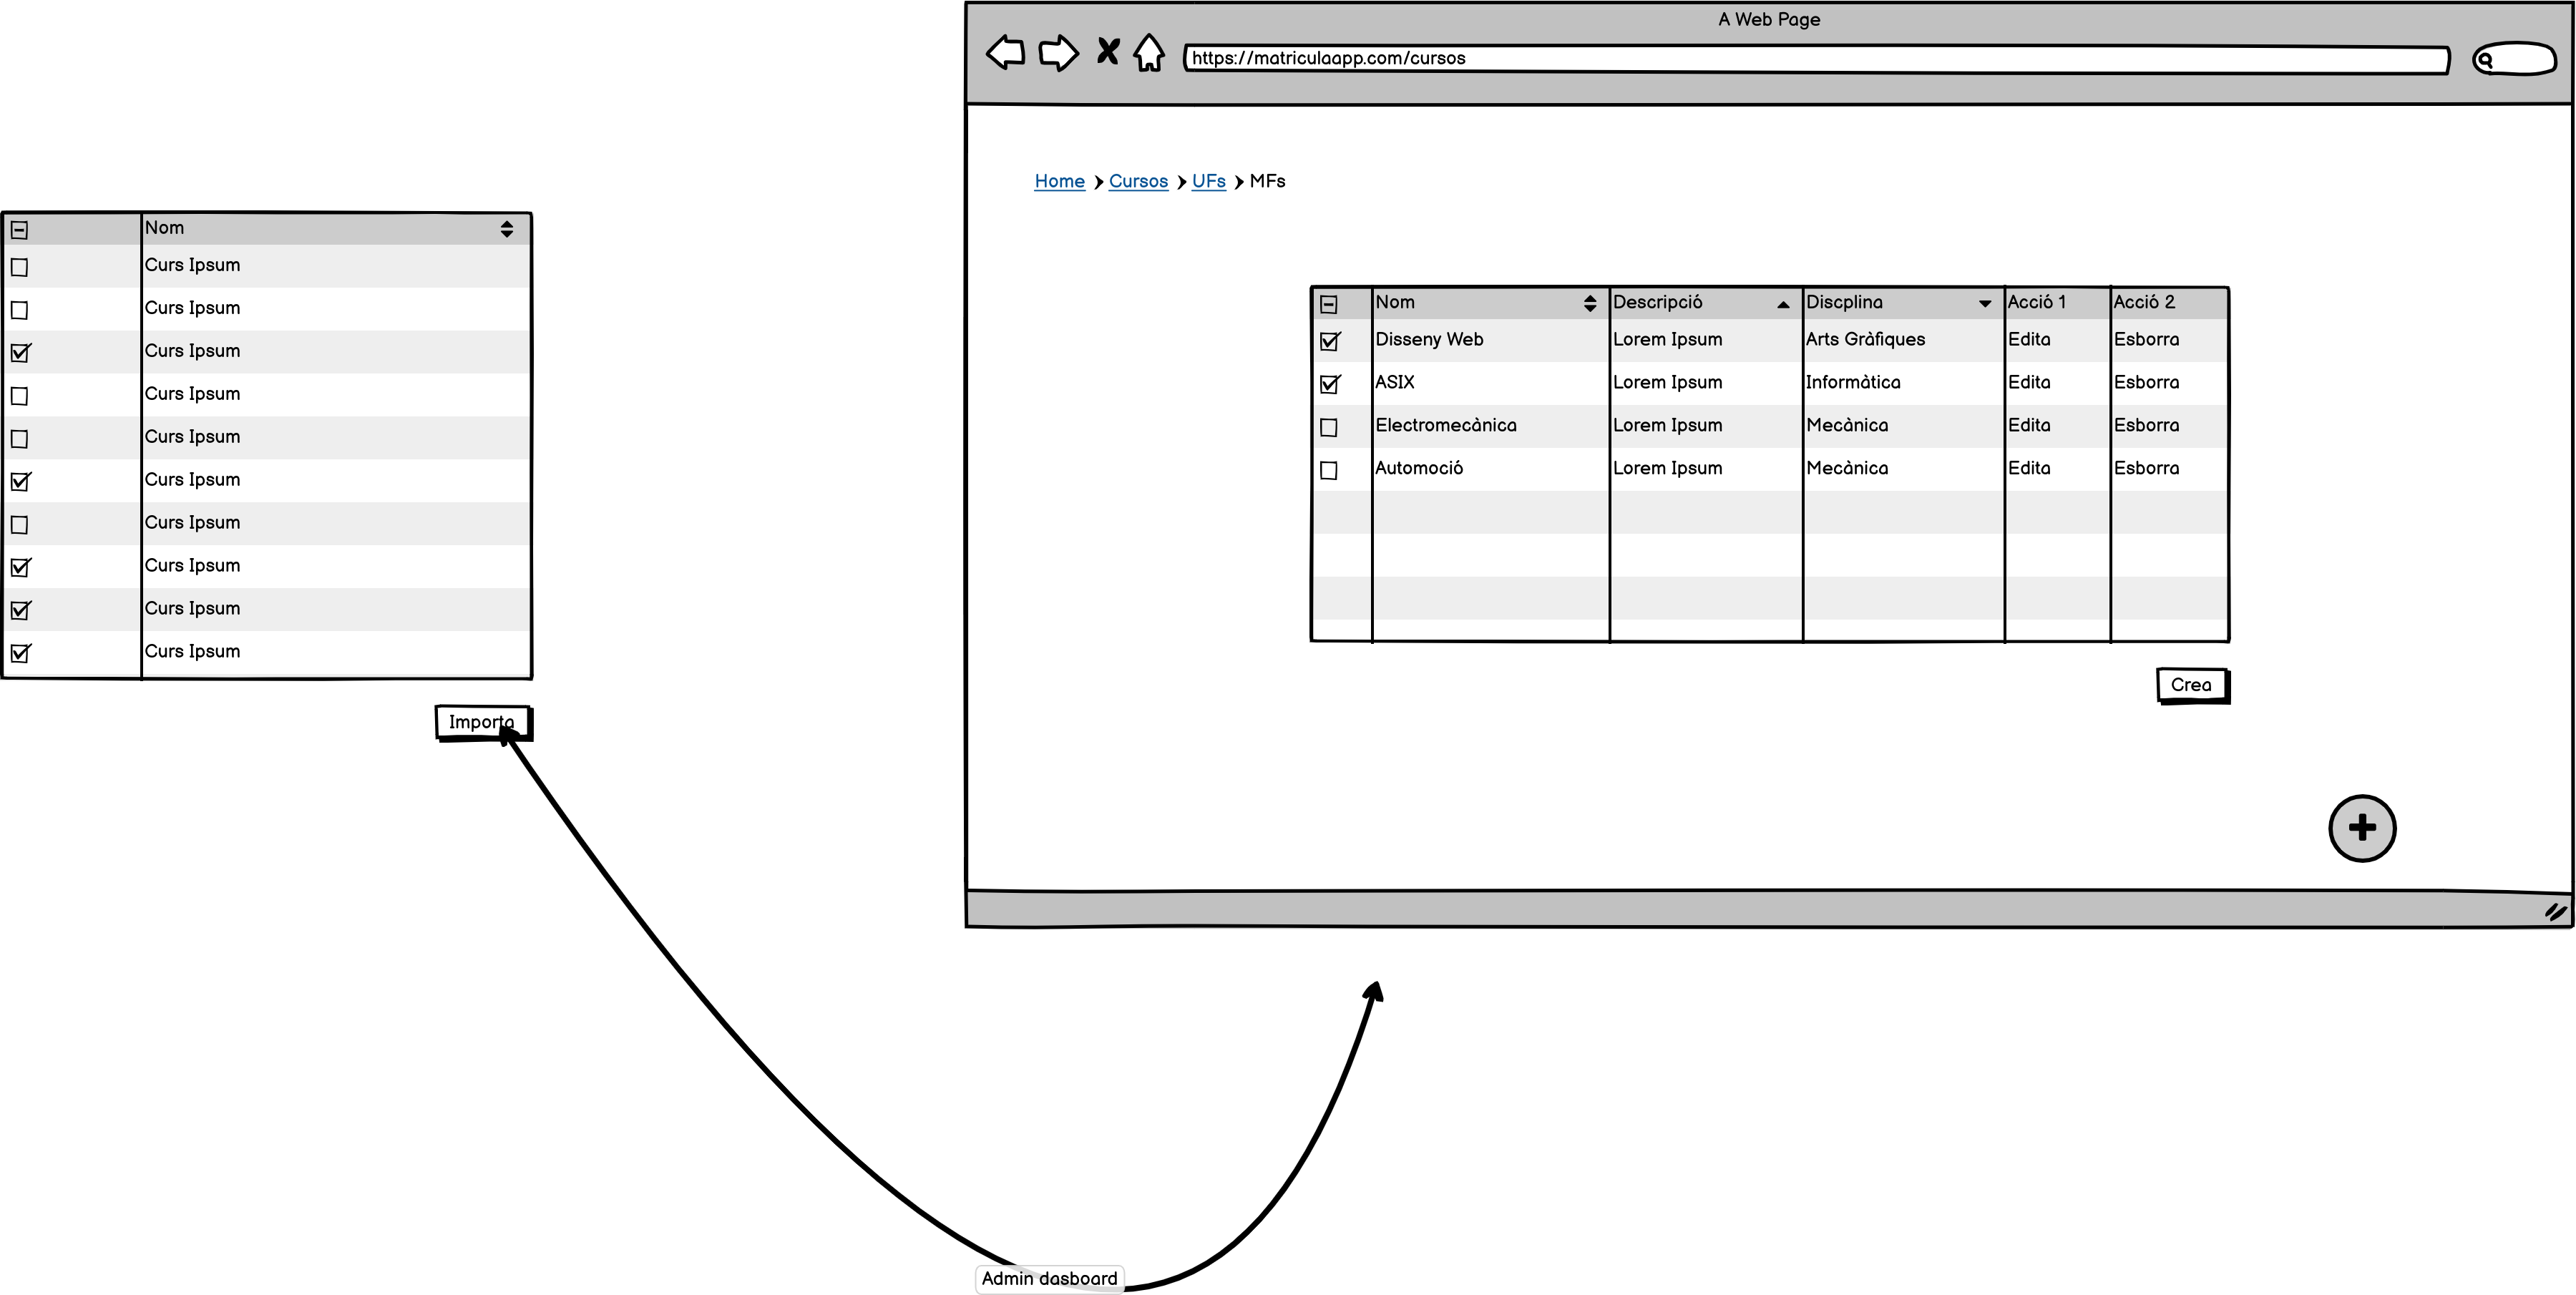 A Web Page
https://matriculaapp.com/cursos
Home Cursos UFs MFs
Nom
Curs Ipsum
Curs Ipsum
Curs Ipsum
Curs Ipsum
Curs Ipsum
Curs Ipsum
Curs Ipsum
Curs Ipsum
Curs Ipsum
Curs Ipsum
Importa
Nom Descripció Discplina Acció 1 Acció 2
Disseny Web Lorem Ipsum Arts Gràfiques Edita Esborra
ASIX Lorem Ipsum Informàtica Edita Esborra
Electromecànica Lorem Ipsum Mecànica Edita Esborra
Automoció Lorem Ipsum Mecànica Edita Esborra
Crea
Admin dasboard